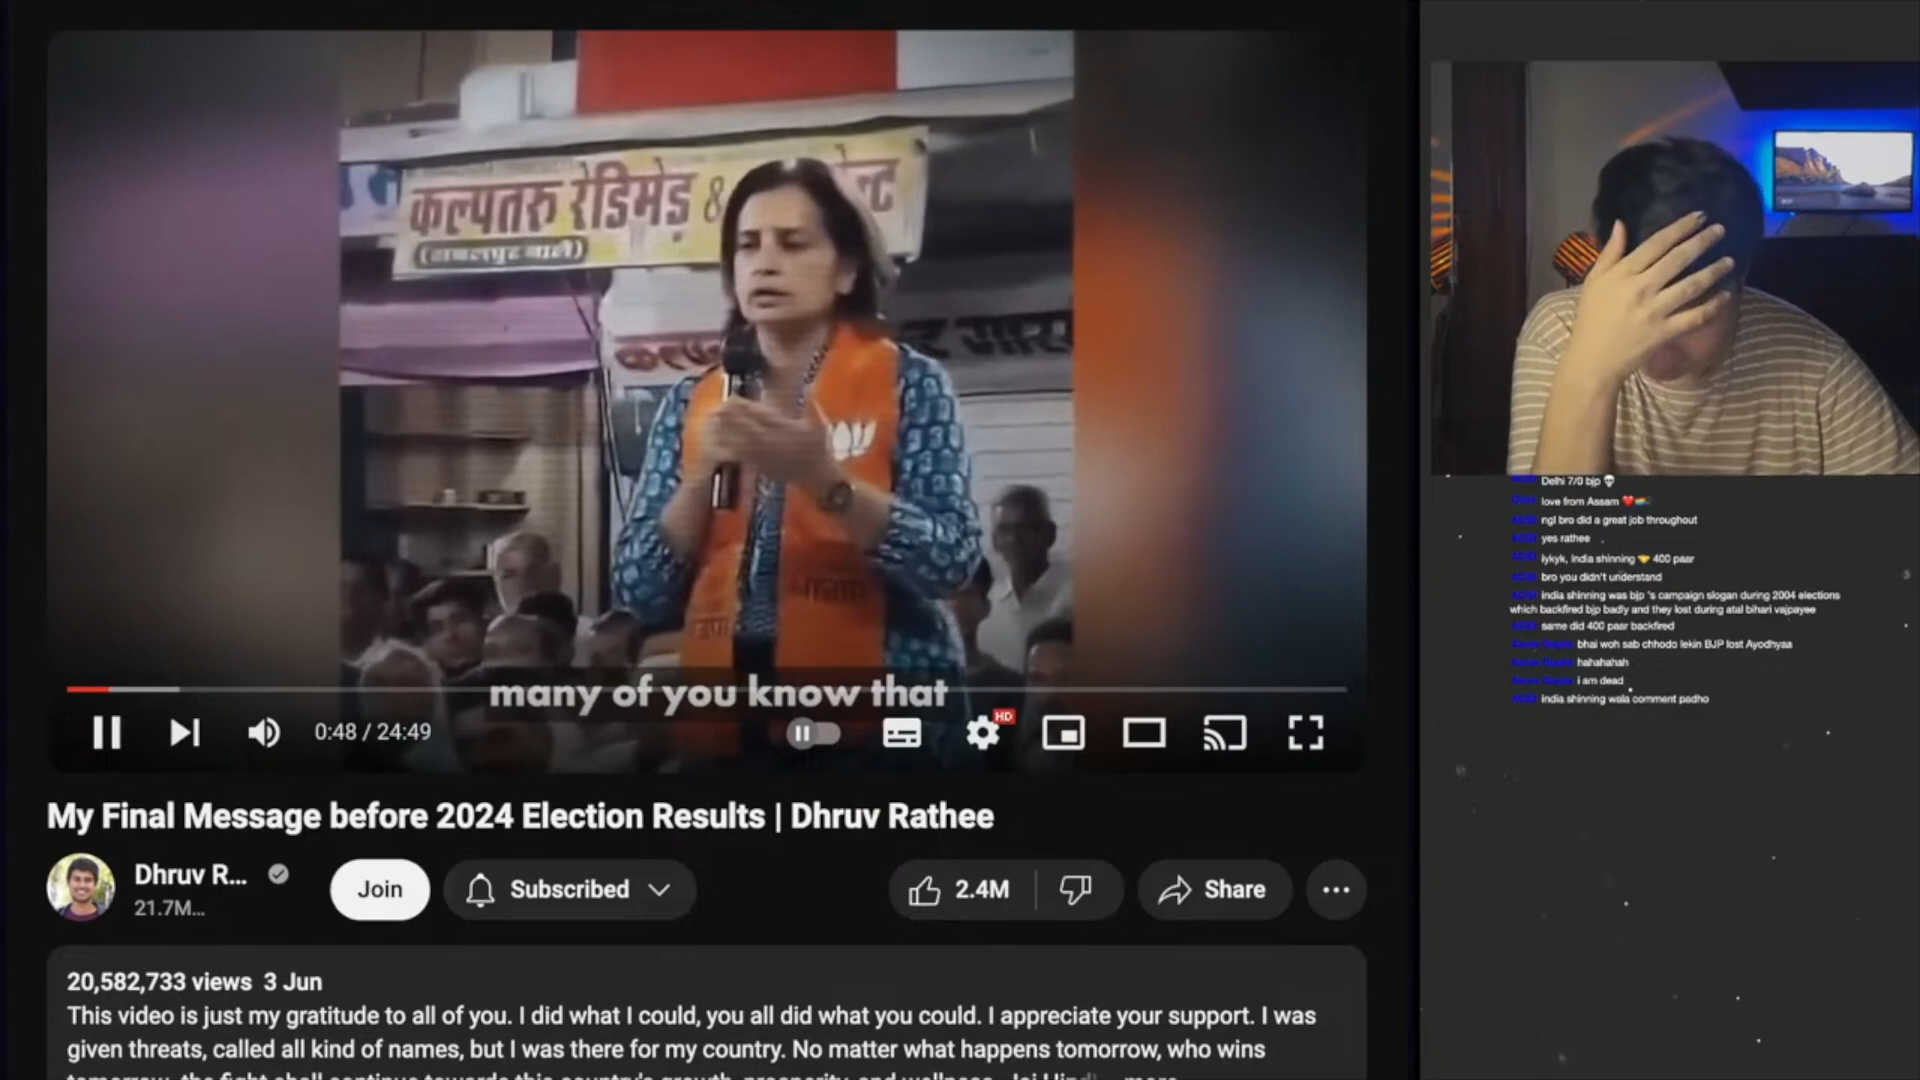 कल्पतरु रेडिमेड़ &
(जबलपुर वाले)
many of you know that
0:48 / 24:49
HD
My Final Message before 2024 Election Results | Dhruv Rathee
Dhruv R...
21.7M...
Join
Subscribed
2.4M
Share
20,582,733 views 3 Jun
This video is just my gratitude to all of you. I did what I could, you all did what you could. I appreciate your support. I was
given threats, called all kind of names, but I was there for my country. No matter what happens tomorrow, who wins
Delhi 7/0 bjp 💀
love from Assam
ngl bro did a great job throughout
yes rathee
iykyk, India shinning 🤝 400 paar
bro you didn't understand
india shinning was bjp 's campaign slogan during 2004 elections
which backfired bjp badly and they lost during atal bihari vajpayee
same did 400 paar backfired
bhai woh sab chhodo lekin BJP lost Ayodhyaa
hahahahah
i am dead
india shinning wala comment padho